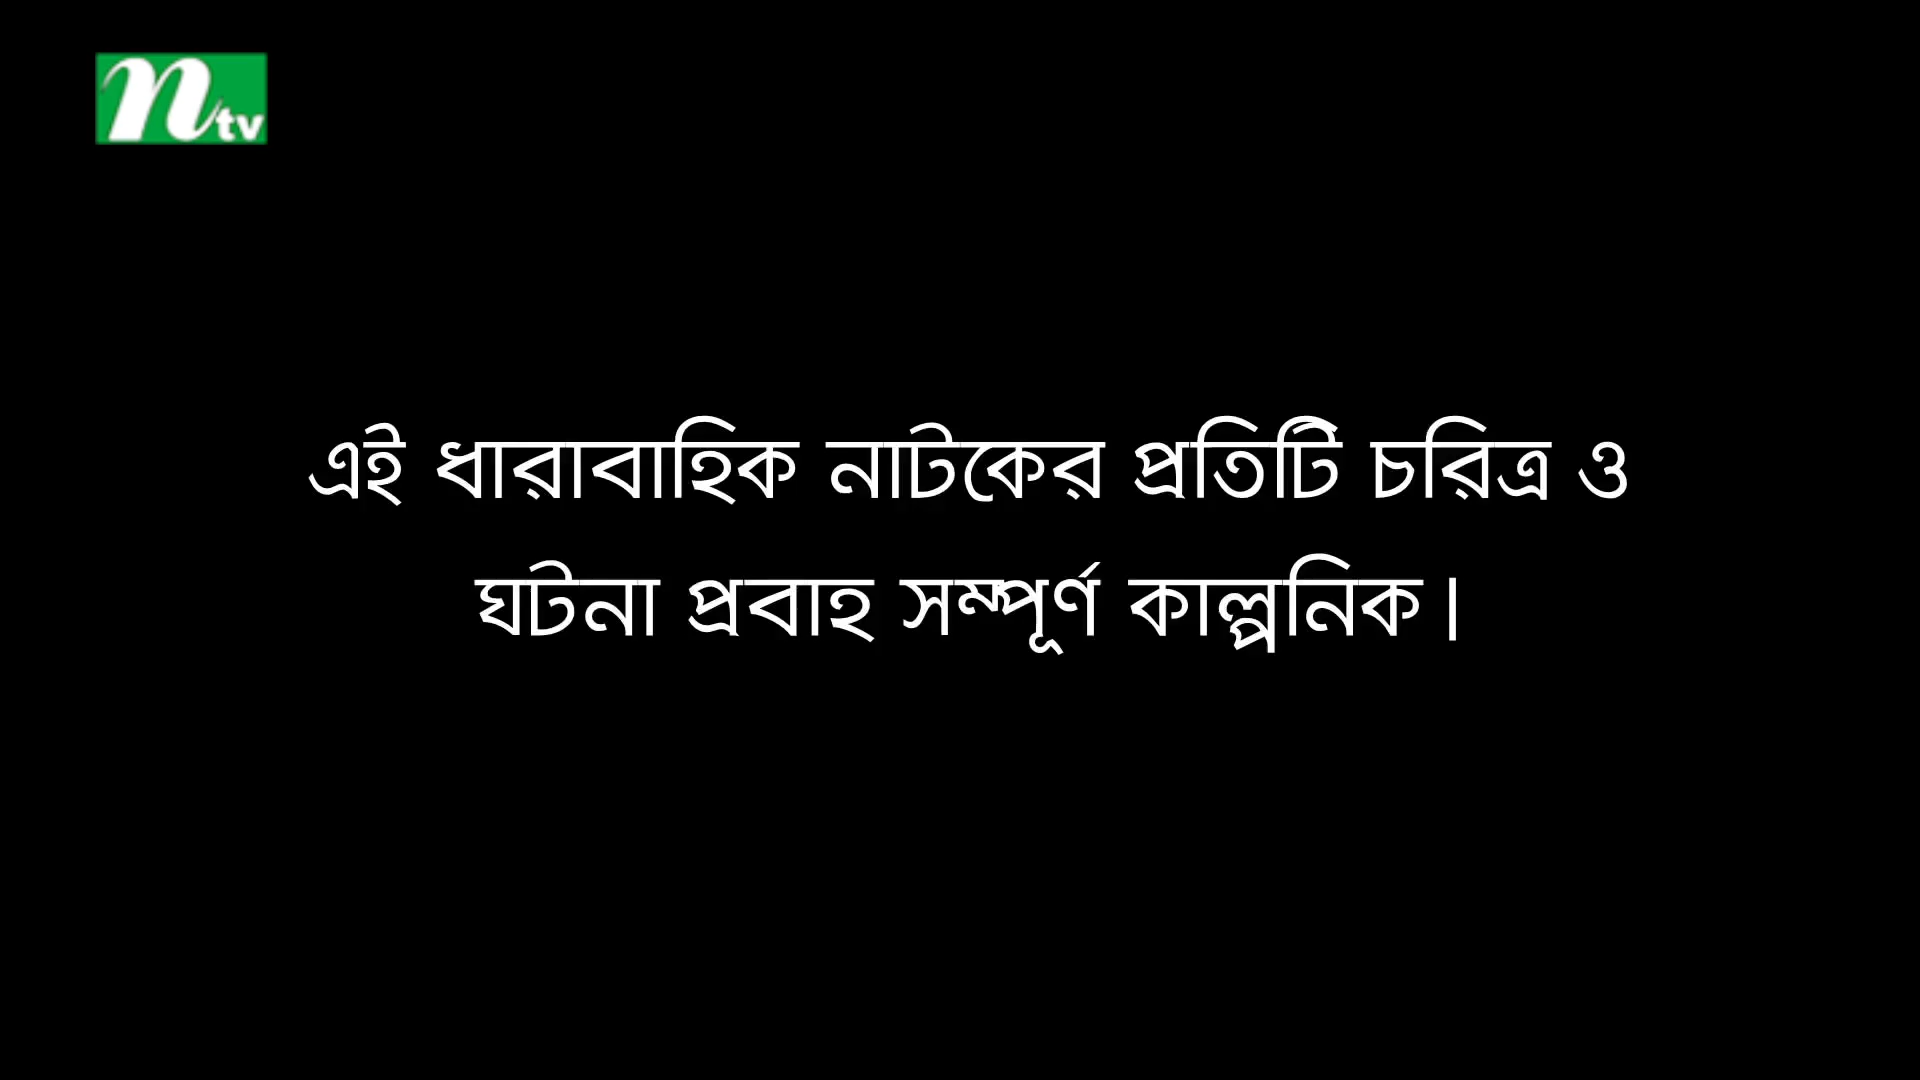 ntv
এই ধারাবাহিক নাটকের প্রতিটি চরিত্র ও
ঘটনা প্রবাহ সম্পূর্ণ কাল্পনিক।